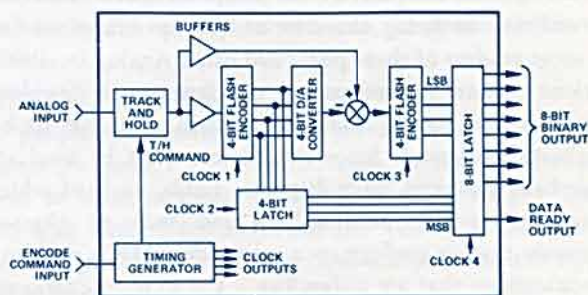 BUFFERS
ANALOG
INPUT
TRACK
AND
HOLD
T/H
COMMAND
4-BIT FLASH
ENCODER
4-BIT D/A
CONVERTER
4-BIT FLASH
ENCODER
LSB
8-BIT LATCH
8-BIT
BINARY
OUTPUT
CLOCK 1
CLOCK 3
CLOCK 2
4-BIT
LATCH
MSB
DATA
READY
OUTPUT
ENCODE
COMMAND
INPUT
TIMING
GENERATOR
CLOCK
OUTPUTS
CLOCK 4